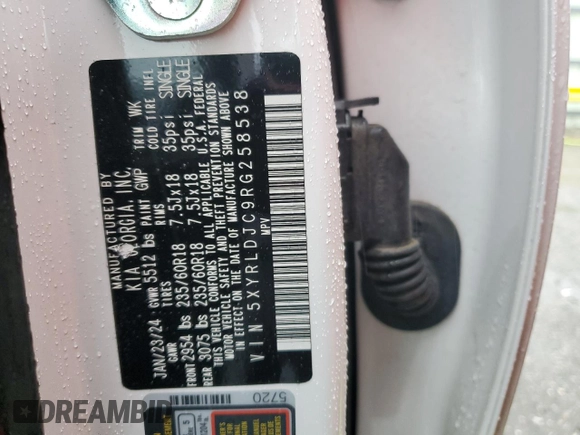 MANUFACTURED BY
KIA GEORGIA, INC.
JAN/23/24 GVWR 5512 lbs PAINT GWP TRIM WK
GAWR TIRES RIMS COLD TIRE INFL
FRONT 2954 lbs 235/60R18 7.5Jx18 35psi SINGLE
REAR 3075 lbs 235/60R18 7.5Jx18 35psi SINGLE
THIS VEHICLE CONFORMS TO ALL APPLICABLE U.S.A. FEDERAL
MOTOR VEHICLE SAFETY AND THEFT PREVENTION STANDARDS
IN EFFECT ON THE DATE OF MANUFACTURE SHOWN ABOVE
VIN 5XYRLDJC9RG258538
MPV
5720
DREAMBID